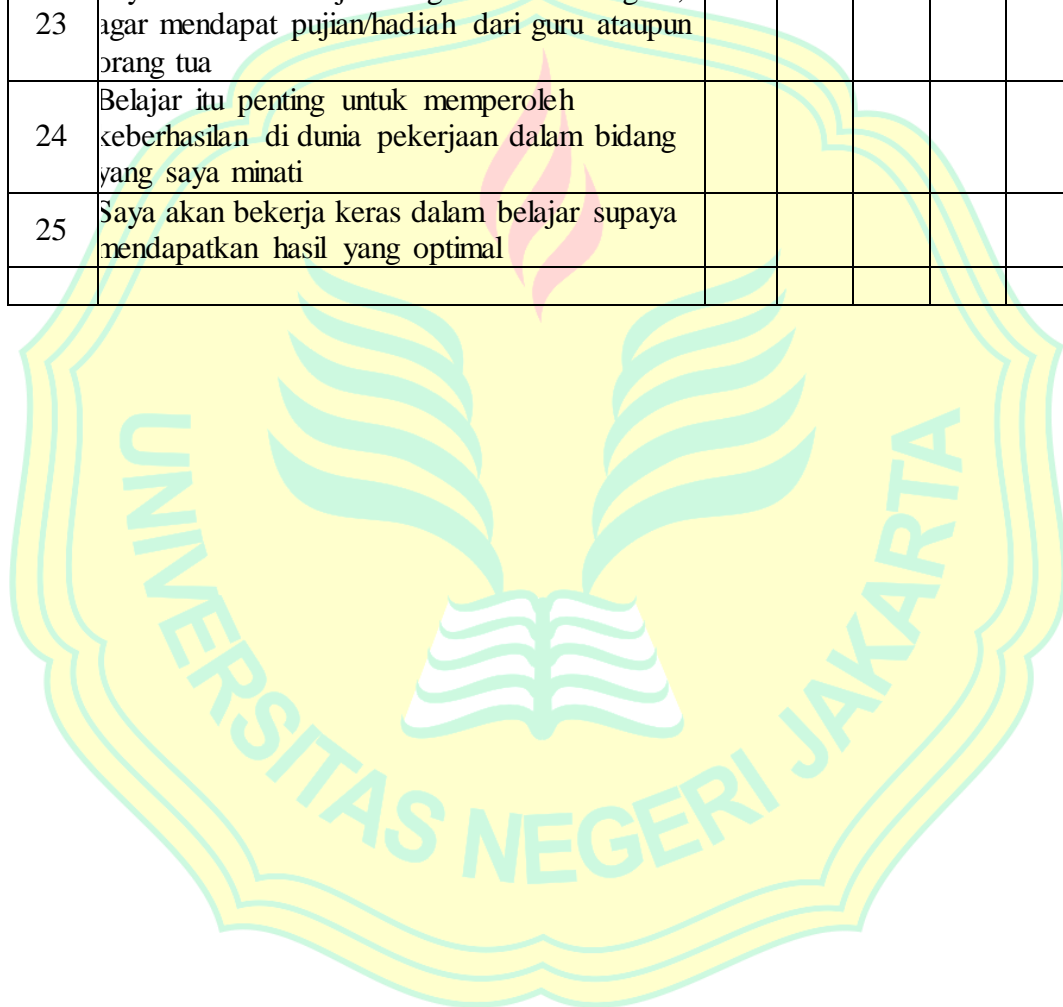 23
agar mendapat pujian/hadiah dari guru ataupun
orang tua
24
Belajar itu penting untuk memperoleh
keberhasilan di dunia pekerjaan dalam bidang
yang saya minati
25
Saya akan bekerja keras dalam belajar supaya
mendapatkan hasil yang optimal
UNIVERSITAS NEGERI JAKARTA